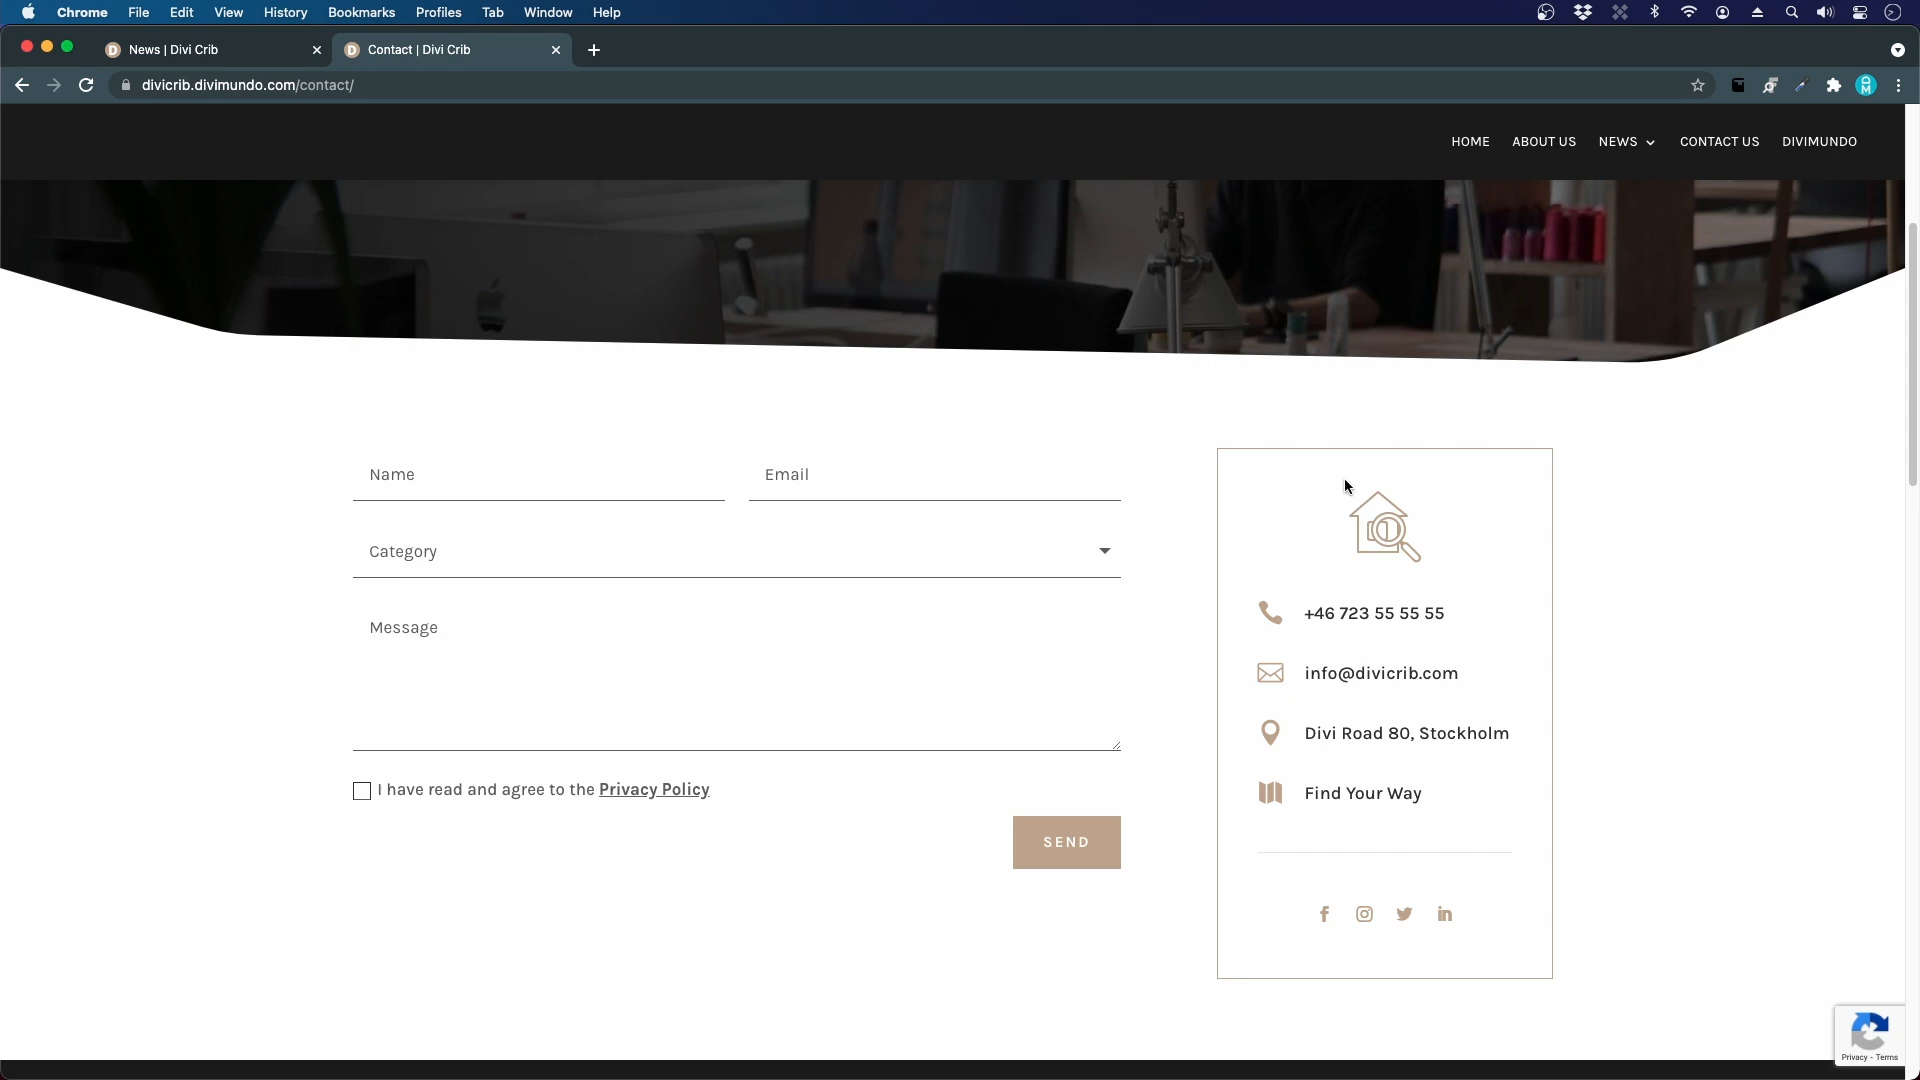 Chrome File Edit View History Bookmarks Profiles Tab Window Help
News | Divi Crib
Contact | Divi Crib
divicrib.divimundo.com/contact/
HOME ABOUT US NEWS CONTACT US DIVIMUNDO
Name
Email
Category
Message
I have read and agree to the Privacy Policy
SEND
+46 723 55 55 55
info@divicrib.com
Divi Road 80, Stockholm
Find Your Way
Privacy - Terms